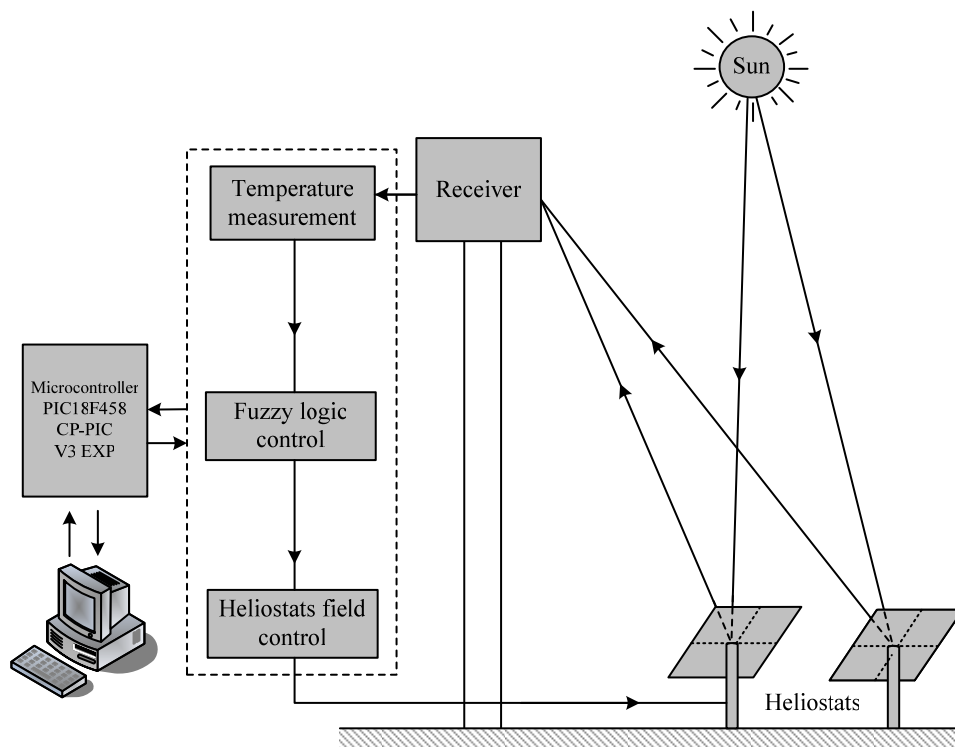 Sun
Temperature
measurement
Receiver
Microcontroller
PIC18F458
CP-PIC
V3 EXP
Fuzzy logic
control
Heliostats field
control
Heliostats